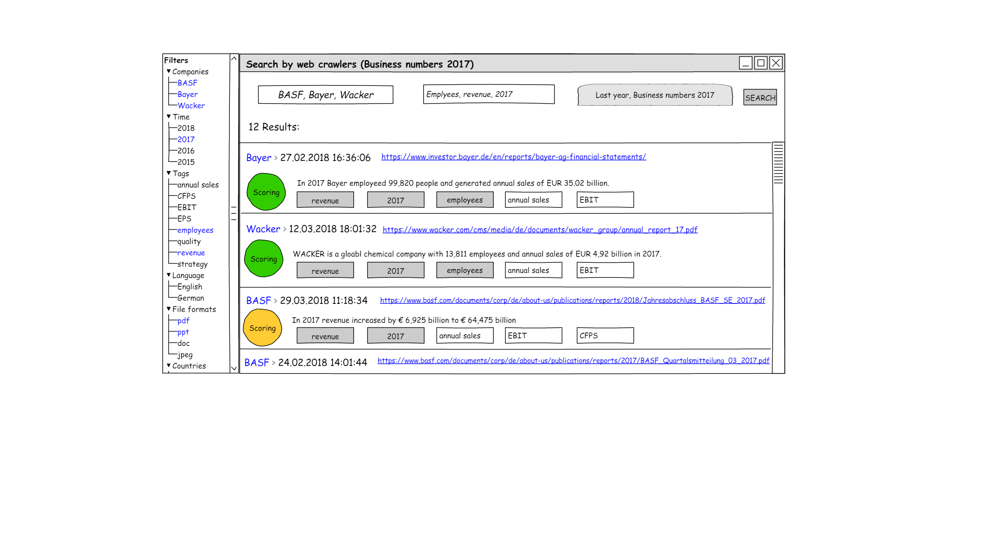 Filters
Companies
BASF
Bayer
Wacker
Time
2018
2017
2016
2015
Tags
annual sales
CFPS
EBIT
EPS
employees
quality
revenue
strategy
Language
English
German
File formats
pdf
ppt
doc
jpeg
Countries
Search by web crawlers (Business numbers 2017)
BASF, Bayer, Wacker
Emplyees, revenue, 2017
Last year, Business numbers 2017
SEARCH
12 Results:
Bayer > 27.02.2018 16:36:06 https://www.investor.bayer.de/en/reports/bayer-ag-financial-statements/
Scoring
In 2017 Bayer employeed 99,820 people and generated annual sales of EUR 35.02 billion.
revenue 2017 employees annual sales EBIT
Wacker > 12.03.2018 18:01:32 https://www.wacker.com/cms/media/de/documents/wacker_group/annual_report_17.pdf
Scoring
WACKER is a gloabl chemical company with 13,811 employees and annual sales of EUR 4,92 billion in 2017.
revenue 2017 employees annual sales EBIT
BASF > 29.03.2018 11:18:34 https://www.basf.com/documents/corp/de/about-us/publications/reports/2018/Jahresabschluss_BASF_SE_2017.pdf
Scoring
In 2017 revenue increased by € 6,925 billion to € 64,475 billion
revenue 2017 annual sales EBIT CFPS
BASF > 24.02.2018 14:01:44 https://www.basf.com/documents/corp/de/about-us/publications/reports/2017/BASF_Quartalsmitteilung_03_2017.pdf